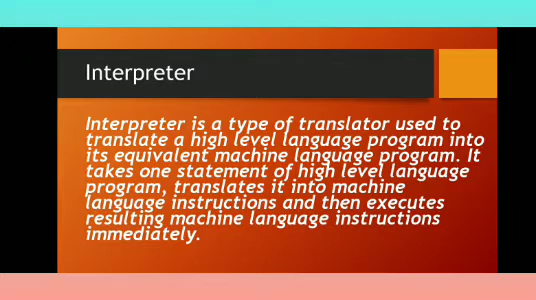 Interpreter
Interpreter is a type of translator used to
translate a high level language program into
its equivalent machine language program. It
takes one statement of high level language
program, translates it into machine
language instructions and then executes
resulting machine language instructions
immediately.